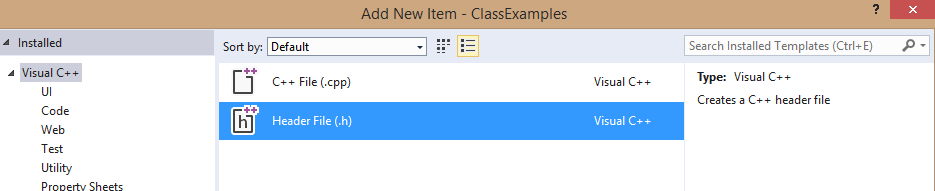 Add New Item - ClassExamples
?
Installed
Sort by: Default
Search Installed Templates (Ctrl+E)
Visual C++
UI
Code
Web
Test
Utility
Property Sheets
C++ File (.cpp) Visual C++
Header File (.h) Visual C++
Type: Visual C++
Creates a C++ header file